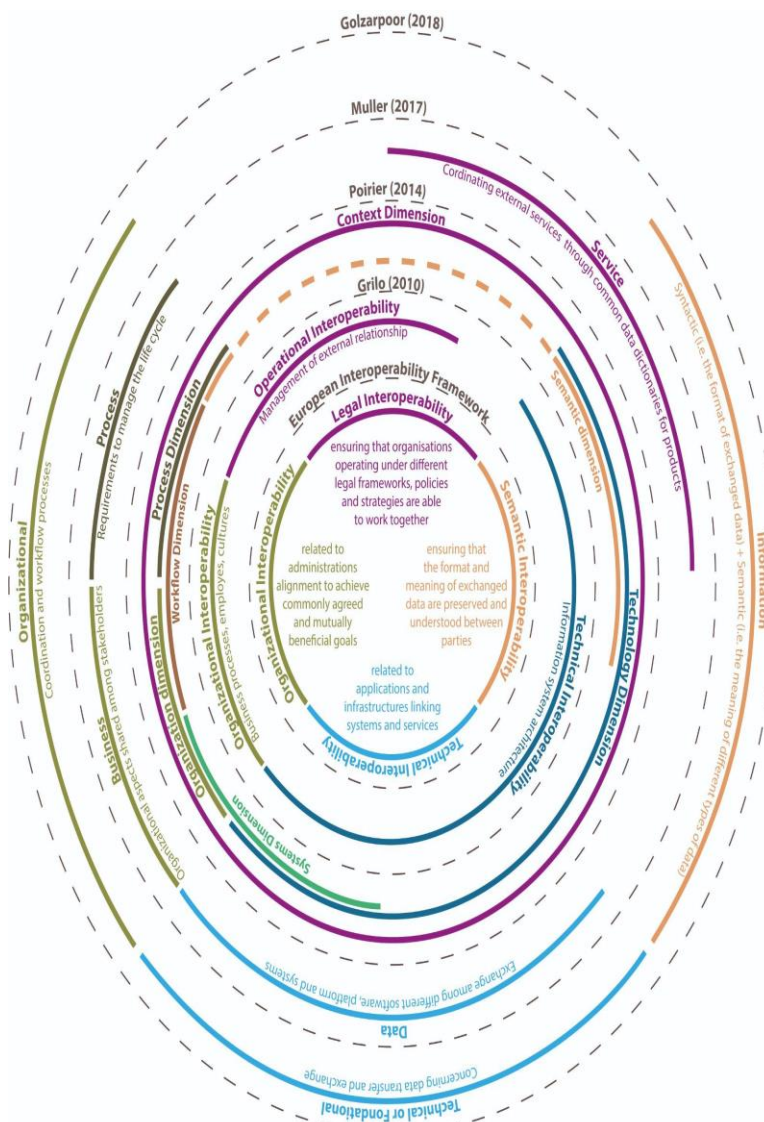 Golzarpoor (2018)
Muller (2017)
Cordinating external services through common data dictionaries for products
Service
Poirier (2014)
Context Dimension
Grilo (2010)
Operational Interoperability
Management of external relationship
European Interoperability Framework
Legal Interoperability
ensuring that organisations
operating under different
legal frameworks, policies
and strategies are able
to work together
Organizational Interoperability
related to
administrations
alignment to achieve
commonly agreed
and mutually
beneficial goals
Semantic Interoperability
ensuring that
the format and
meaning of exchanged
data are preserved and
understood between
parties
related to
applications and
infrastructures linking
systems and services
Technical Interoperability
Organizational Interoperability
Business processes, employes, cultures
Technical Interoperability
Information system architecture
Semantic dimension
Technology Dimension
Process Dimension
Workflow Dimension
Organization dimension
Systems Dimension
Process
Requirements to manage the life cycle
Business
Organizational aspects shared among stakeholders
Organizational
Coordination and workflow processes
Information
Syntactic (i.e. the format of exchanged data) + Semantic (i.e. the meaning of different types of data)
Exchange among different software, platform and systems
Data
Concerning data transfer and exchange
Technical or Fondational